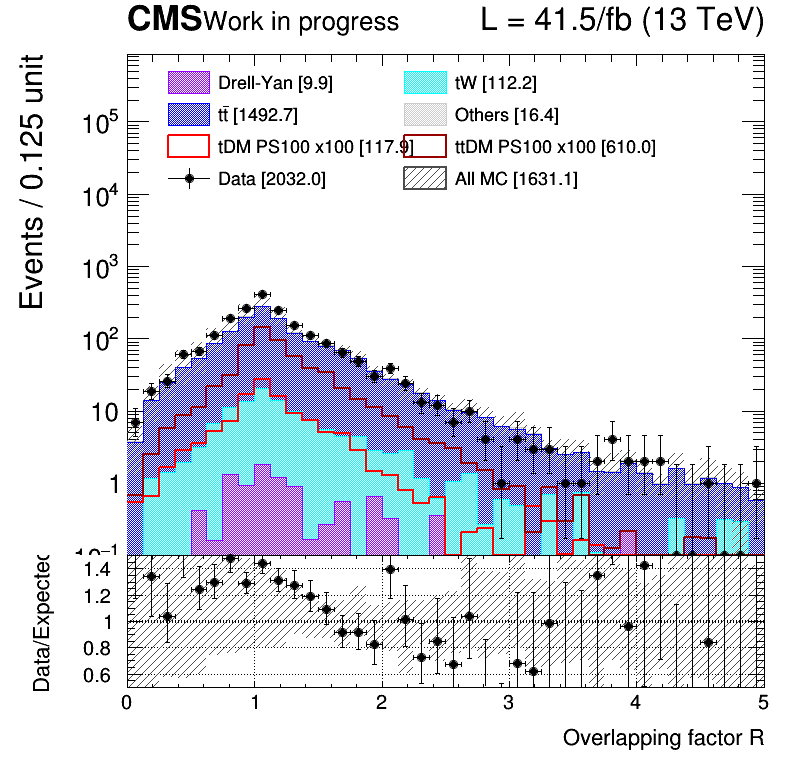 CMS Work in progress L = 41.5/fb (13 TeV)
Events / 0.125 unit
Drell-Yan [9.9] tW [112.2]
tt̄ [1492.7] Others [16.4]
tDM PS100 x100 [117.9] ttDM PS100 x100 [610.0]
Data [2032.0] All MC [1631.1]
10⁵
10⁴
10³
10²
10
1
10⁻¹
Data/Expected
1.4
1.2
1
0.8
0.6
0 1 2 3 4 5
Overlapping factor R